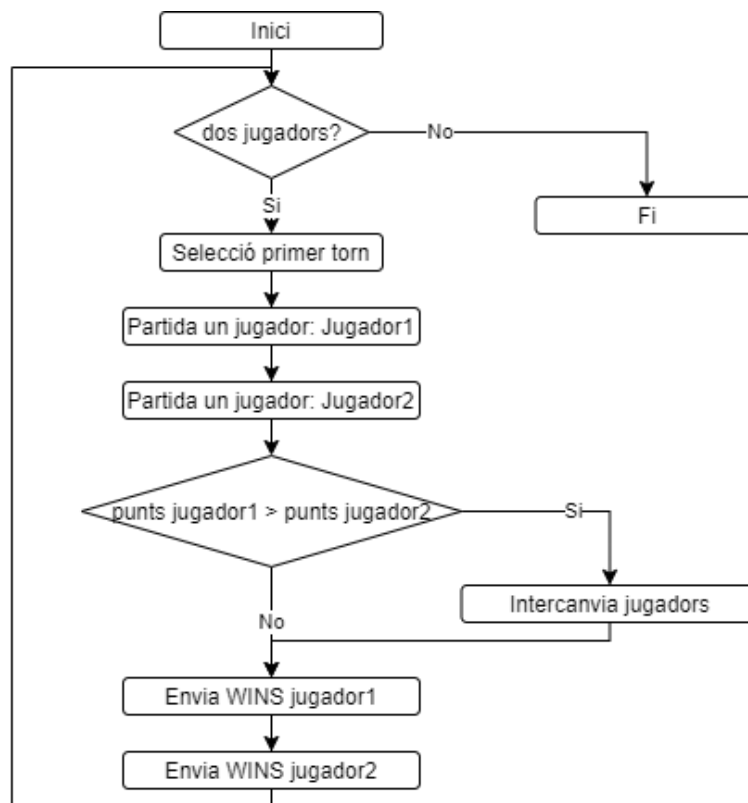 Inici
dos jugadors?
No
Si
Fi
Selecció primer torn
Partida un jugador: Jugador1
Partida un jugador: Jugador2
punts jugador1 > punts jugador2
Si
Intercanvia jugadors
No
Envia WINS jugador1
Envia WINS jugador2